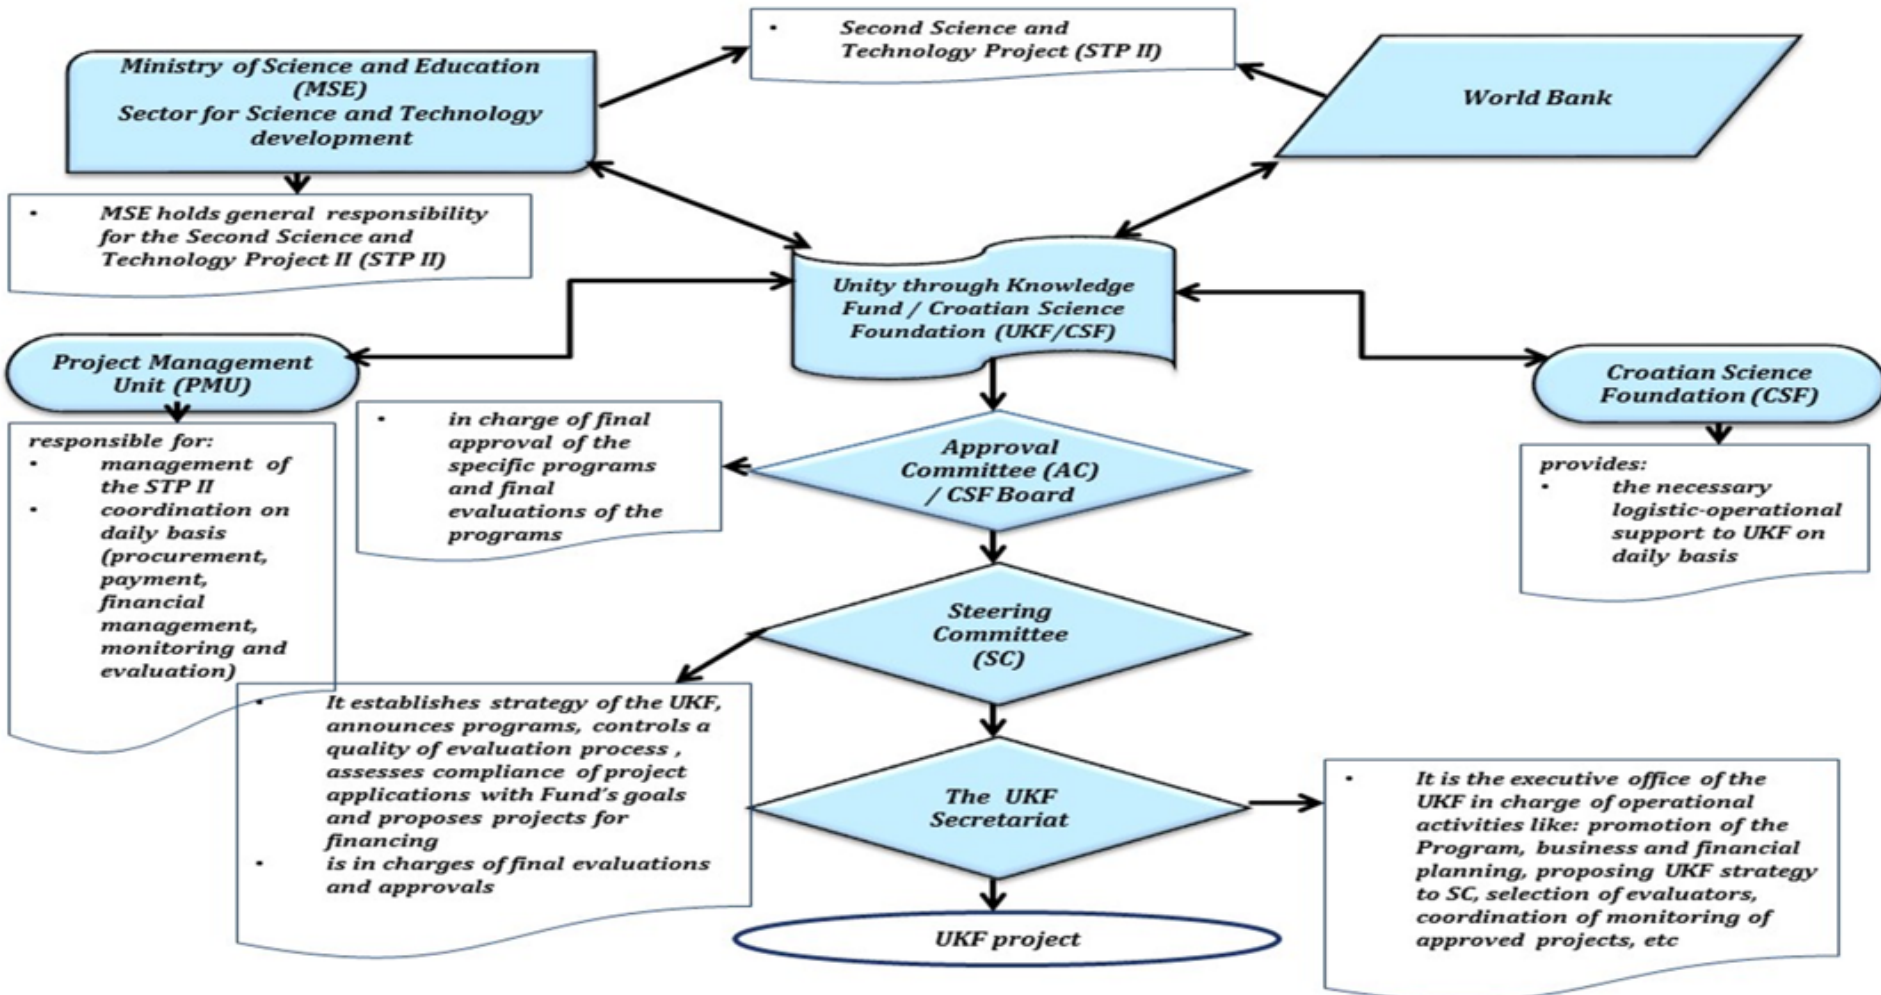 • Second Science and
Technology Project (STP II)
Ministry of Science and Education
(MSE)
Sector for Science and Technology
development
World Bank
• MSE holds general responsibility
for the Second Science and
Technology Project II (STP II)
Unity through Knowledge
Fund / Croatian Science
Foundation (UKF/CSF)
Project Management
Unit (PMU)
Croatian Science
Foundation (CSF)
responsible for:
• management of
the STP II
• coordination on
daily basis
(procurement,
payment,
financial
management,
monitoring and
evaluation)
• in charge of final
approval of the
specific programs
and final
evaluations of the
programs
Approval
Committee (AC)
/ CSF Board
provides:
• the necessary
logistic-operational
support to UKF on
daily basis
Steering
Committee
(SC)
• It establishes strategy of the UKF,
announces programs, controls a
quality of evaluation process ,
assesses compliance of project
applications with Fund's goals
and proposes projects for
financing
• is in charges of final evaluations
and approvals
The UKF
Secretariat
• It is the executive office of the
UKF in charge of operational
activities like: promotion of the
Program, business and financial
planning, proposing UKF strategy
to SC, selection of evaluators,
coordination of monitoring of
approved projects, etc
UKF project